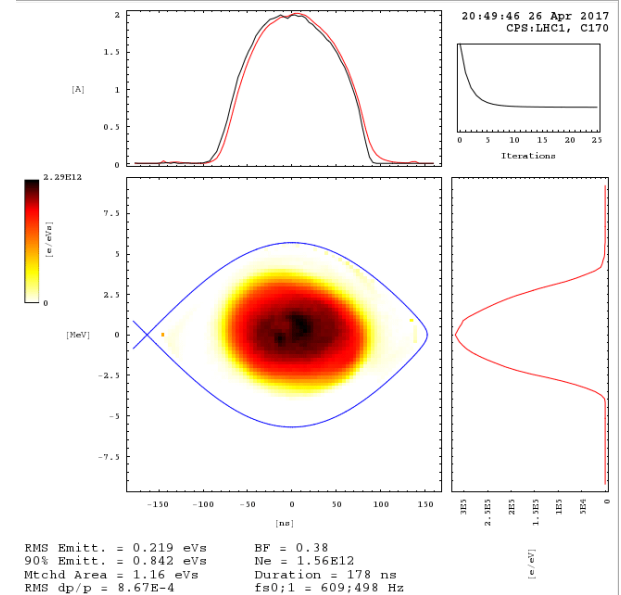 20:49:46 26 Apr 2017
CPS:LHC1, C170
2
1.5
[A]
1
0.5
0
0 5 10 15 20 25
Iterations
2.29E12
[e/eVs]
0
7.5
5
2.5
[MeV]
0
-2.5
-5
-7.5
-150 -100 -50 0 50 100 150
[ns]
3E5 2.5E5 2E5 1.5E5 1E5 5E4 0
[e/eV]
RMS Emitt. = 0.219 eVs BF = 0.38
90% Emitt. = 0.842 eVs Ne = 1.56E12
Mtchd Area = 1.16 eVs Duration = 178 ns
RMS dp/p = 8.67E-4 fs0;1 = 609;498 Hz